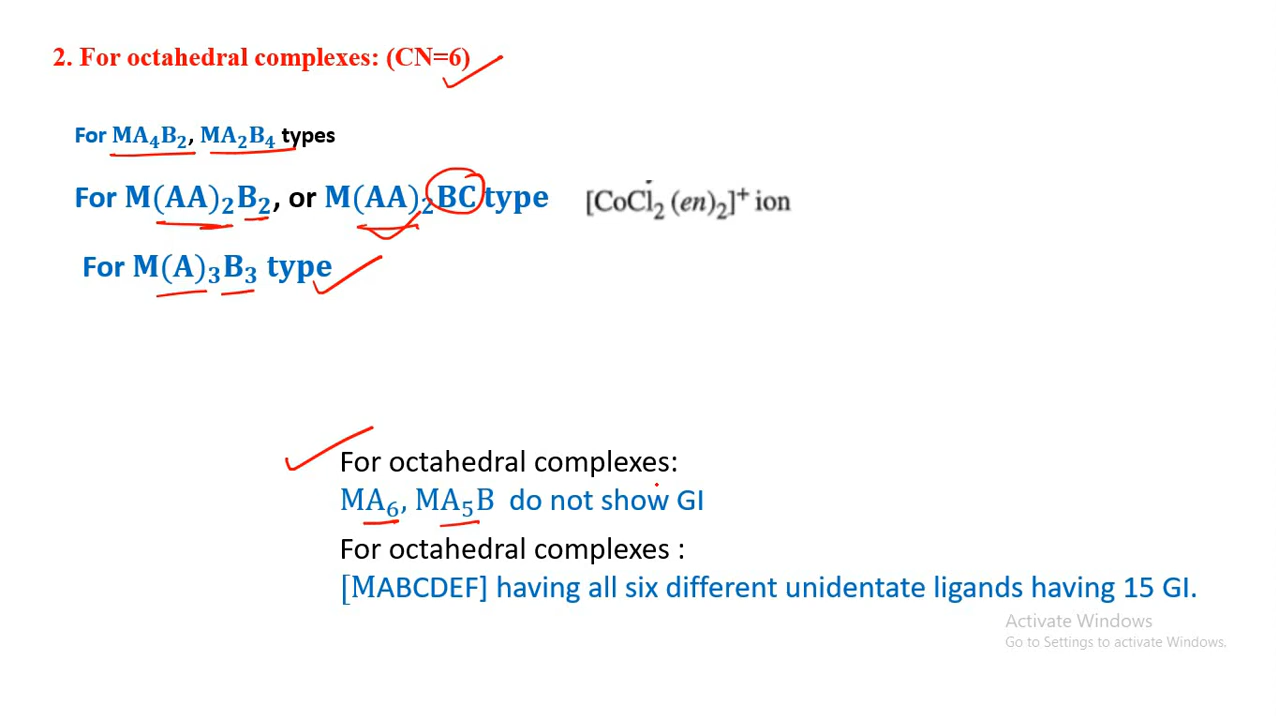 2. For octahedral complexes: (CN=6)
For MA₄B₂, MA₂B₄ types
For M(AA)₂B₂, or M(AA)₂BC type [CoCl₂ (en)₂]⁺ ion
For M(A)₃B₃ type
For octahedral complexes:
MA₆, MA₅B do not show GI
For octahedral complexes :
[MABCDEF] having all six different unidentate ligands having 15 GI.
Activate Windows
Go to Settings to activate Windows.